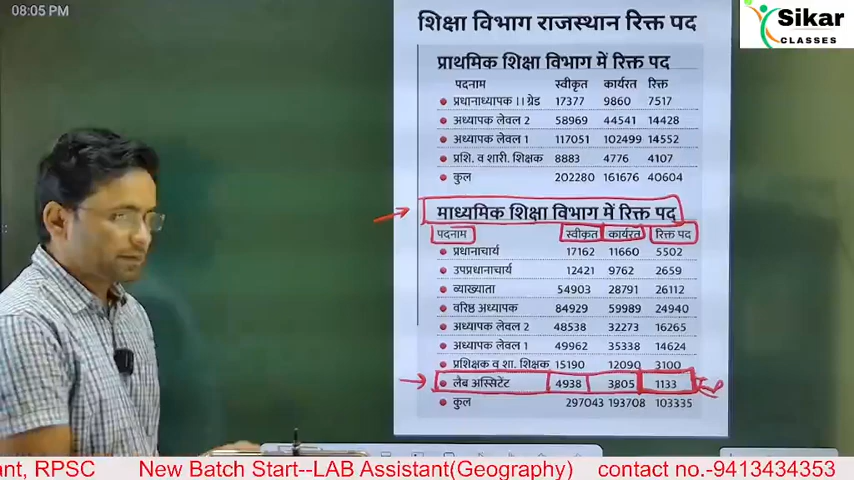 08:05 PM
Sikar
CLASSES
शिक्षा विभाग राजस्थान रिक्त पद
प्राथमिक शिक्षा विभाग में रिक्त पद
पदनाम स्वीकृत कार्यरत रिक्त
प्रधानाध्यापक ।। ग्रेड 17377 9860 7517
अध्यापक लेवल 2 58969 44541 14428
अध्यापक लेवल 1 117051 102499 14552
प्रशि. व शारी. शिक्षक 8883 4776 4107
कुल 202280 161676 40604
माध्यमिक शिक्षा विभाग में रिक्त पद
पदनाम स्वीकृत कार्यरत रिक्त पद
प्रधानाचार्य 17162 11660 5502
उपप्रधानाचार्य 12421 9762 2659
व्याख्याता 54903 28791 26112
वरिष्ठ अध्यापक 84929 59989 24940
अध्यापक लेवल 2 48538 32273 16265
अध्यापक लेवल 1 49962 35338 14624
प्रशिक्षक व शा. शिक्षक 15190 12090 3100
लैब अस्सिटेंट 4938 3805 1133
कुल 297043 193708 103335
ant, RPSC New Batch Start--LAB Assistant(Geography) contact no.-9413434353